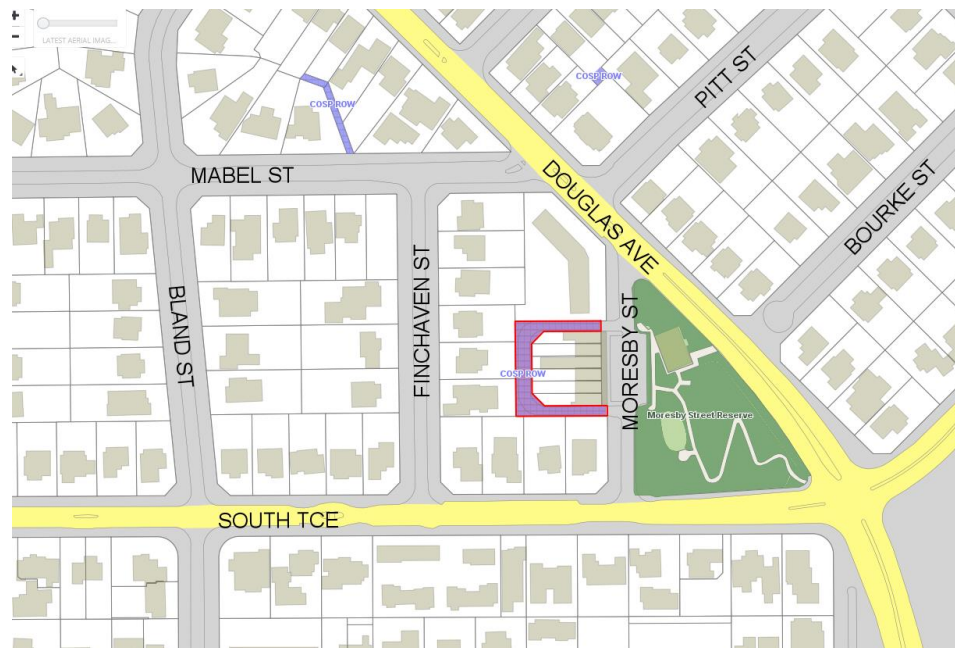 +
−
LATEST AERIAL IMAG...
COSP ROW
COSP ROW
PITT ST
MABEL ST
DOUGLAS AVE
BOURKE ST
BLAND ST
FINCHAVEN ST
MORESBY ST
COSP ROW
Moresby Street Reserve
SOUTH TCE